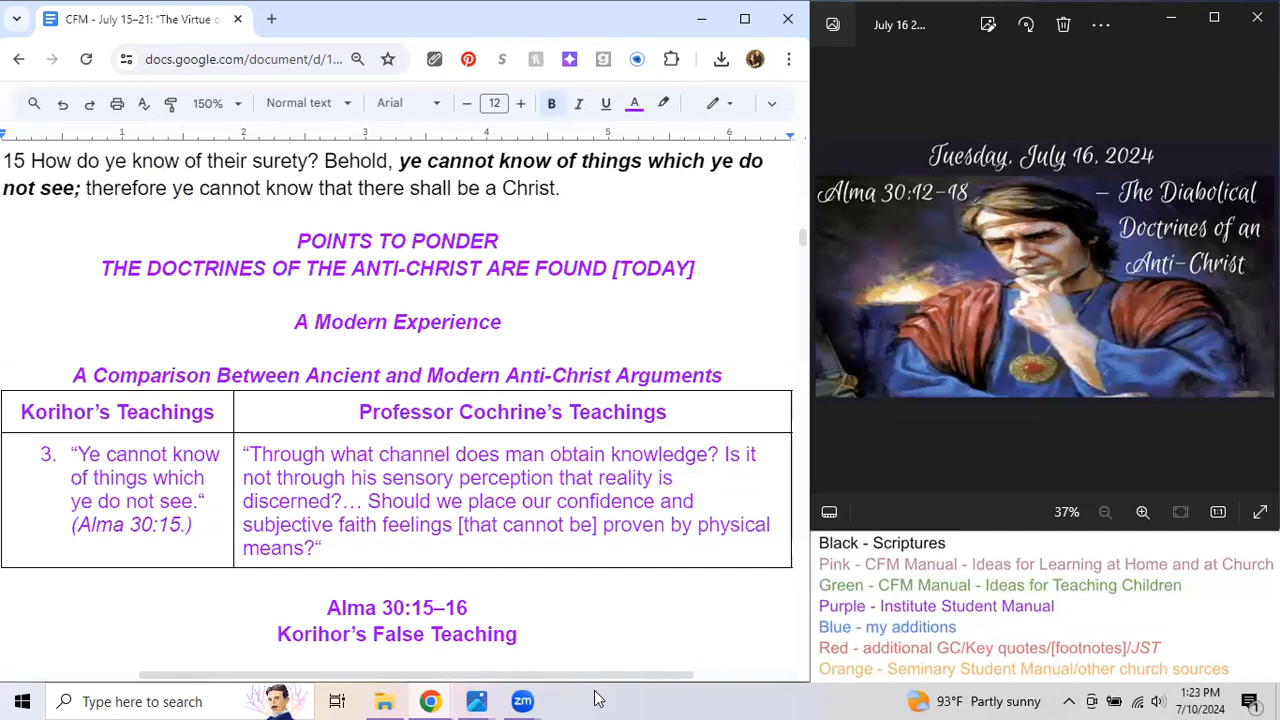 CFM - July 15–21: "The Virtue o
docs.google.com/document/d/1...
150%
Normal text
Arial
12
B
I
U
A
1
2
3
4
5
6
15 How do ye know of their surety? Behold, ye cannot know of things which ye do
not see; therefore ye cannot know that there shall be a Christ.
POINTS TO PONDER
THE DOCTRINES OF THE ANTI-CHRIST ARE FOUND [TODAY]
A Modern Experience
A Comparison Between Ancient and Modern Anti-Christ Arguments
Korihor's Teachings
Professor Cochrine's Teachings
3. "Ye cannot know
of things which
ye do not see."
(Alma 30:15.)
"Through what channel does man obtain knowledge? Is it
not through his sensory perception that reality is
discerned?… Should we place our confidence and
subjective faith feelings [that cannot be] proven by physical
means?"
Alma 30:15–16
Korihor's False Teaching
July 16 2...
Tuesday, July 16, 2024
Alma 30:12-18
– The Diabolical
Doctrines of an
Anti-Christ
37%
Black - Scriptures
Pink - CFM Manual - Ideas for Learning at Home and at Church
Green - CFM Manual - Ideas for Teaching Children
Purple - Institute Student Manual
Blue - my additions
Red - additional GC/Key quotes/[footnotes]/JST
Orange - Seminary Student Manual/other church sources
Type here to search
zm
93°F Partly sunny
1:23 PM
7/10/2024
1